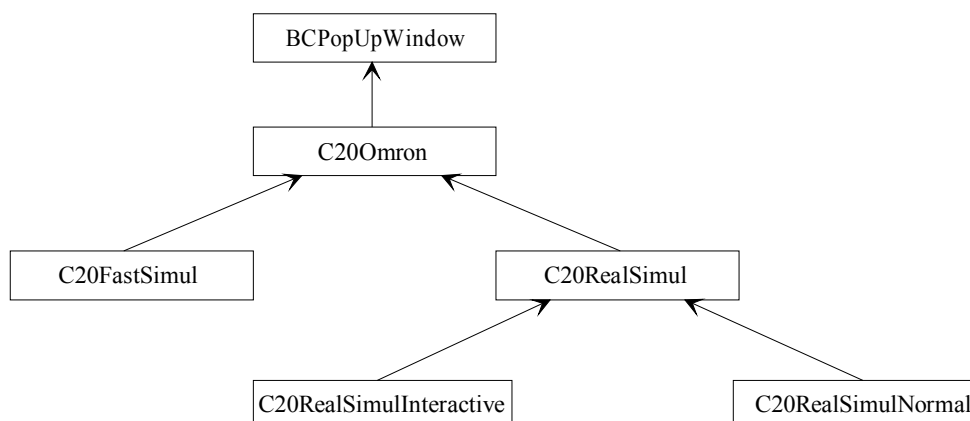 BCPopUpWindow
C20Omron
C20FastSimul
C20RealSimul
C20RealSimulInteractive
C20RealSimulNormal